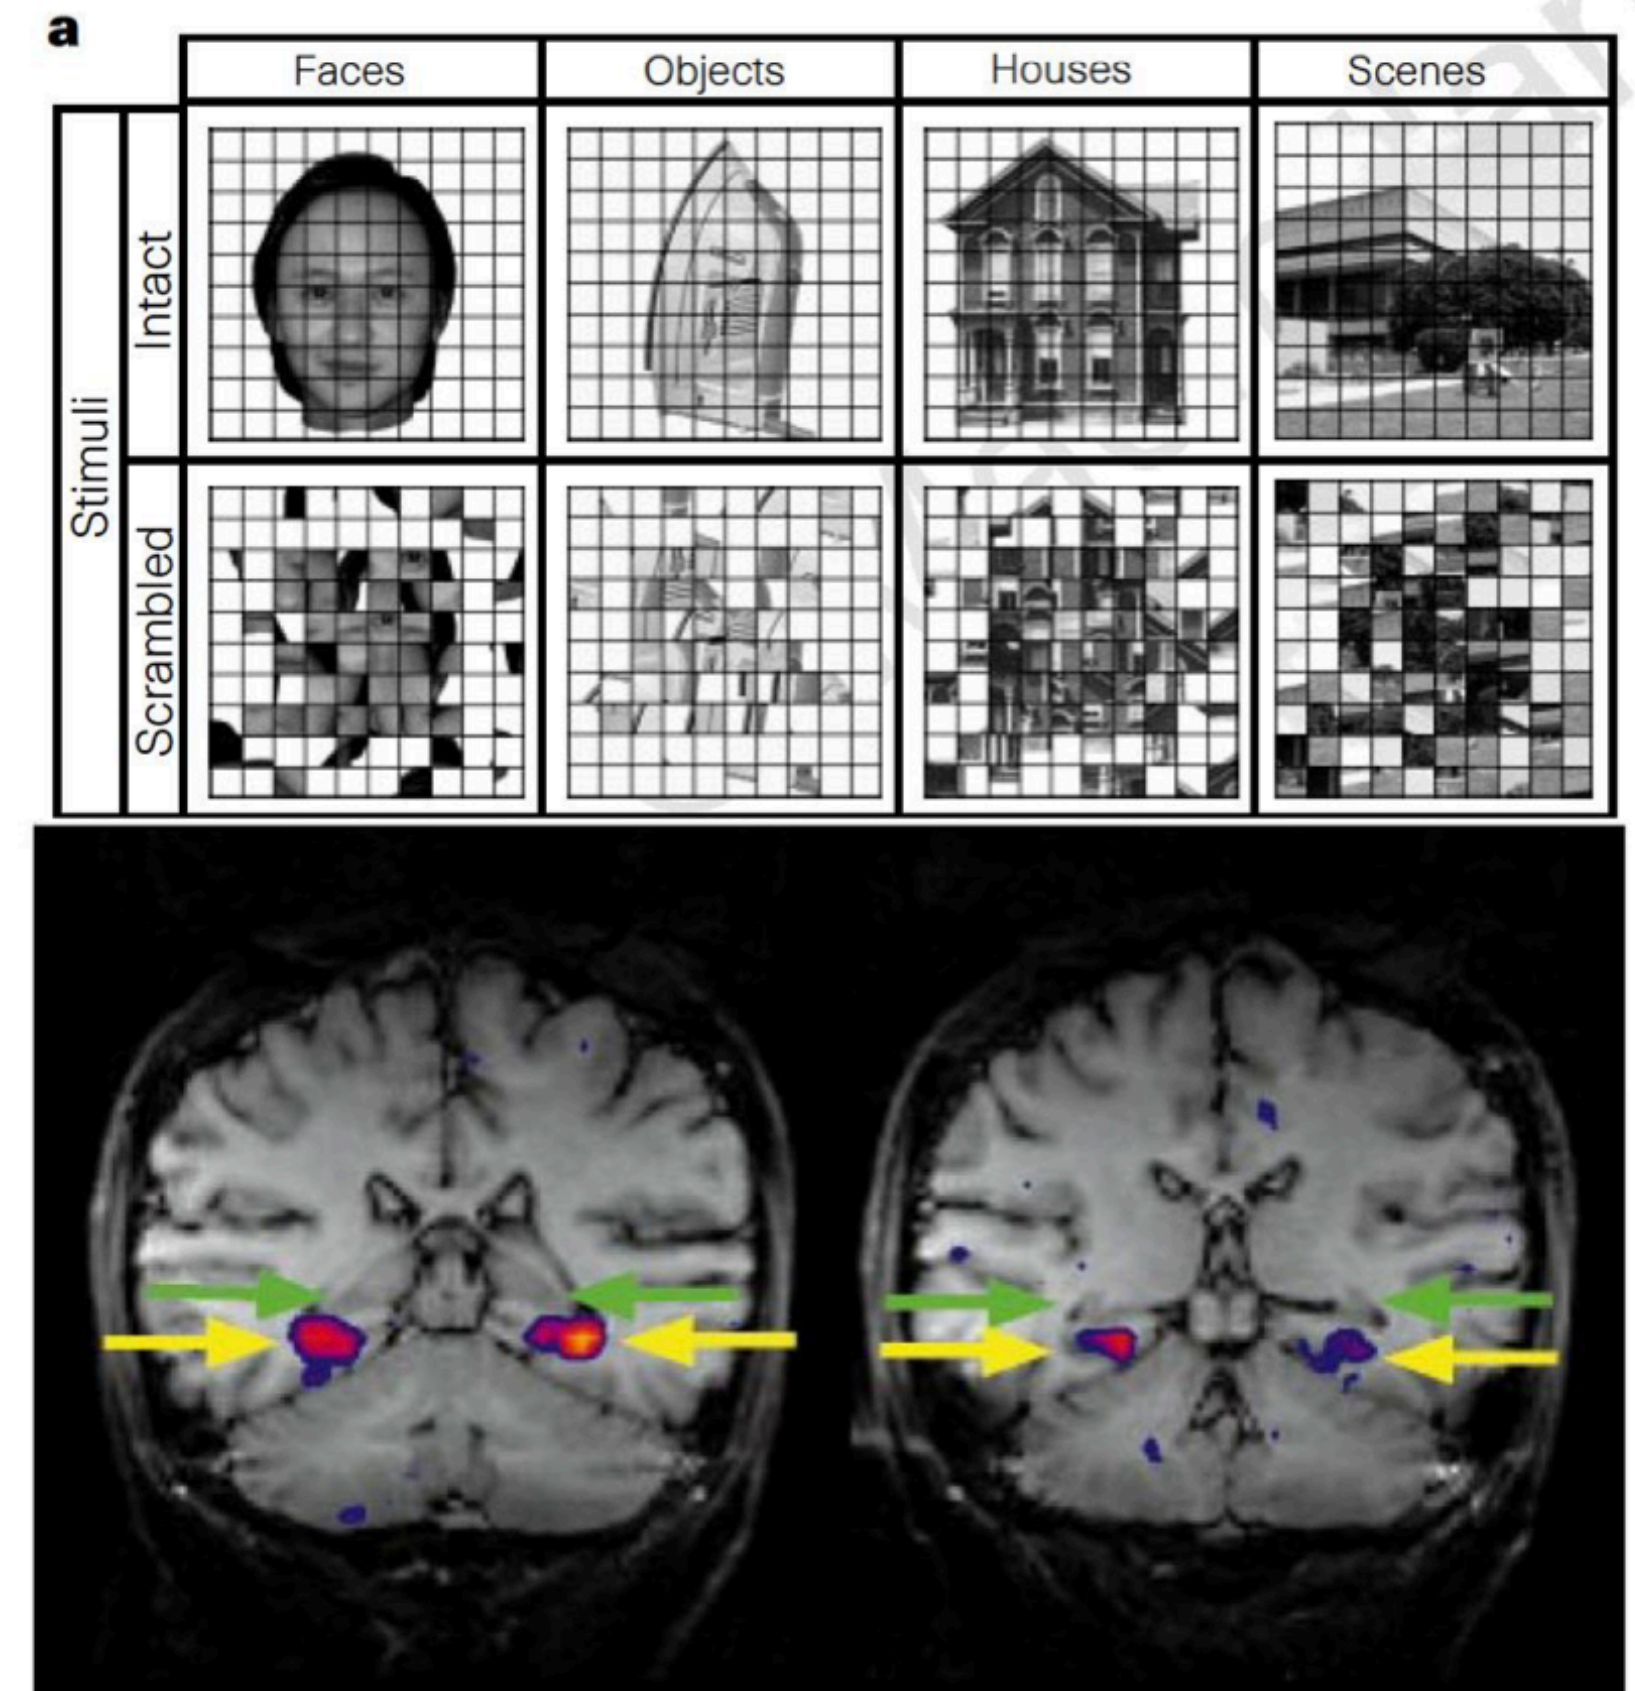 a
Faces
Objects
Houses
Scenes
Stimuli
Intact
Scrambled